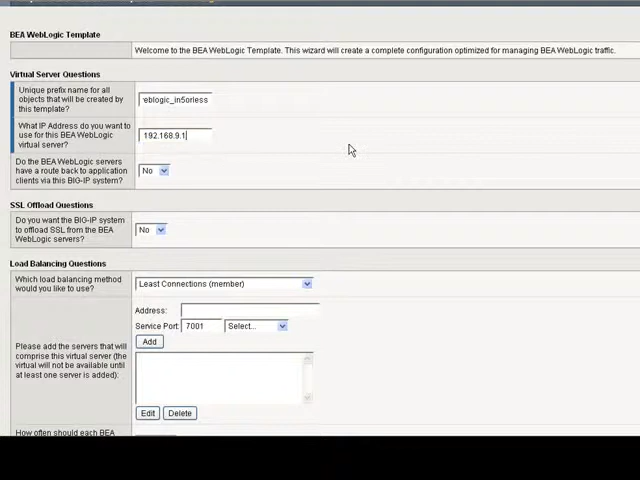 BEA WebLogic Template
Welcome to the BEA WebLogic Template. This wizard will create a complete configuration optimized for managing BEA WebLogic traffic.
Virtual Server Questions
Unique prefix name for all
objects that will be created by
this template?
eblogic_in5orless
What IP Address do you want to
use for this BEA WebLogic
virtual server?
192.168.9.1
Do the BEA WebLogic servers
have a route back to application
clients via this BIG-IP system?
No
SSL Offload Questions
Do you want the BIG-IP system
to offload SSL from the BEA
WebLogic servers?
No
Load Balancing Questions
Which load balancing method
would you like to use?
Least Connections (member)
Address:
Service Port: 7001 Select...
Add
Please add the servers that will
comprise this virtual server (the
virtual will not be available until
at least one server is added):
Edit Delete
How often should each BEA